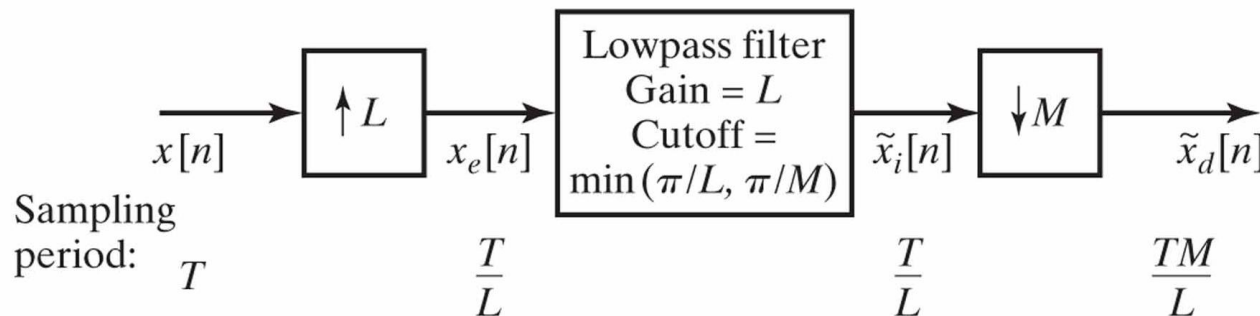 Lowpass filter
Gain = L
Cutoff =
min (π/L, π/M)
↑ L
↓ M
x[n]
x_e[n]
x̃_i[n]
x̃_d[n]
Sampling
period:
T
T/L
T/L
TM/L